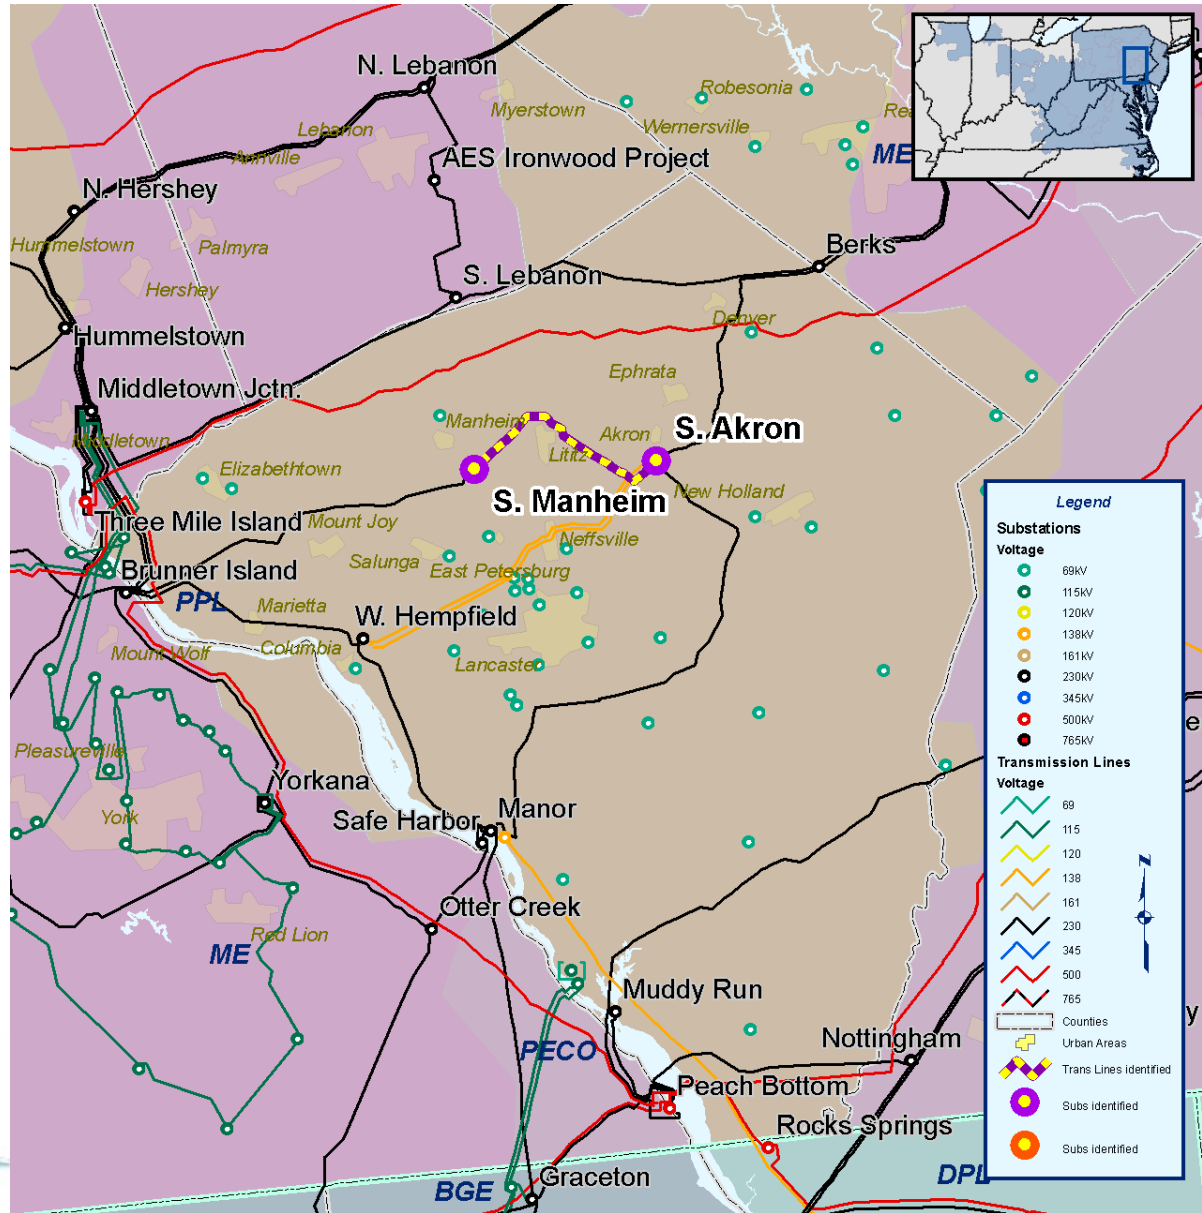 N. Lebanon
Myerstown
Robesonia
Lebanon
Wernersville
Rea
Annville
AES Ironwood Project
ME
N. Hershey
Hummelstown
Palmyra
Berks
Hershey
S. Lebanon
Denver
Hummelstown
Ephrata
Middletown Jctn.
Manheim
Akron
S. Akron
Middletown
Lititz
Elizabethtown
S. Manheim
New Holland
Three Mile Island
Mount Joy
Neffsville
Salunga
East Petersburg
Brunner Island
PPL
Marietta
W. Hempfield
Mount Wolf
Columbia
Lancaster
Pleasureville
e
Yorkana
Manor
York
Safe Harbor
Otter Creek
Red Lion
ME
Muddy Run
y
PECO
Nottingham
Peach Bottom
Rocks Springs
Graceton
BGE
DPL
Legend
Substations
Voltage
69kV
115kV
120kV
138kV
161kV
230kV
345kV
500kV
765kV
Transmission Lines
Voltage
69
115
120
138
161
230
345
500
765
Counties
Urban Areas
Trans Lines identified
Subs identified
Subs identified
N